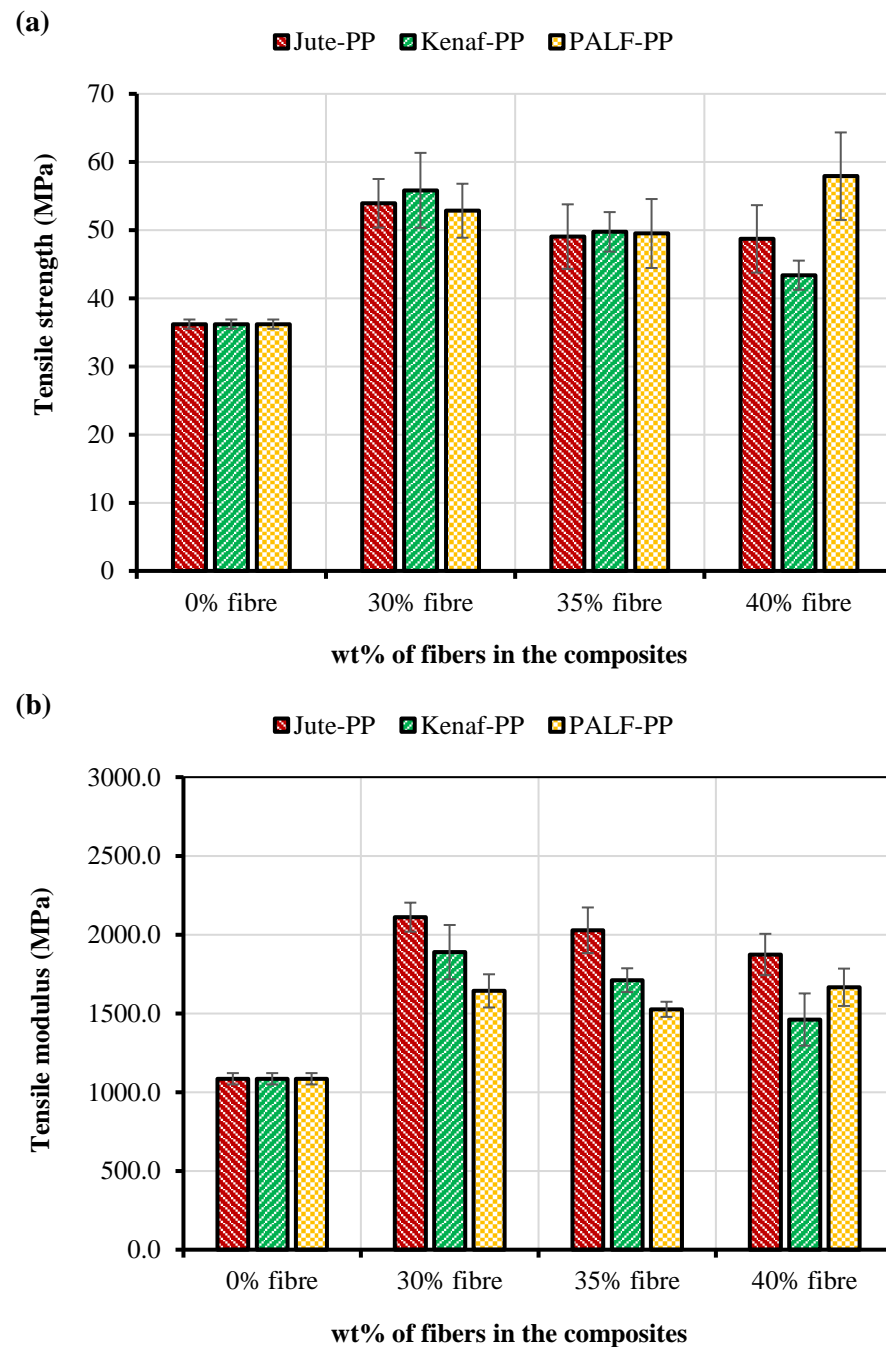 (a)
Jute-PP Kenaf-PP PALF-PP
70
60
50
40
30
20
10
0
Tensile strength (MPa)
0% fibre 30% fibre 35% fibre 40% fibre
wt% of fibers in the composites
(b)
Jute-PP Kenaf-PP PALF-PP
3000.0
2500.0
2000.0
1500.0
1000.0
500.0
0.0
Tensile modulus (MPa)
0% fibre 30% fibre 35% fibre 40% fibre
wt% of fibers in the composites